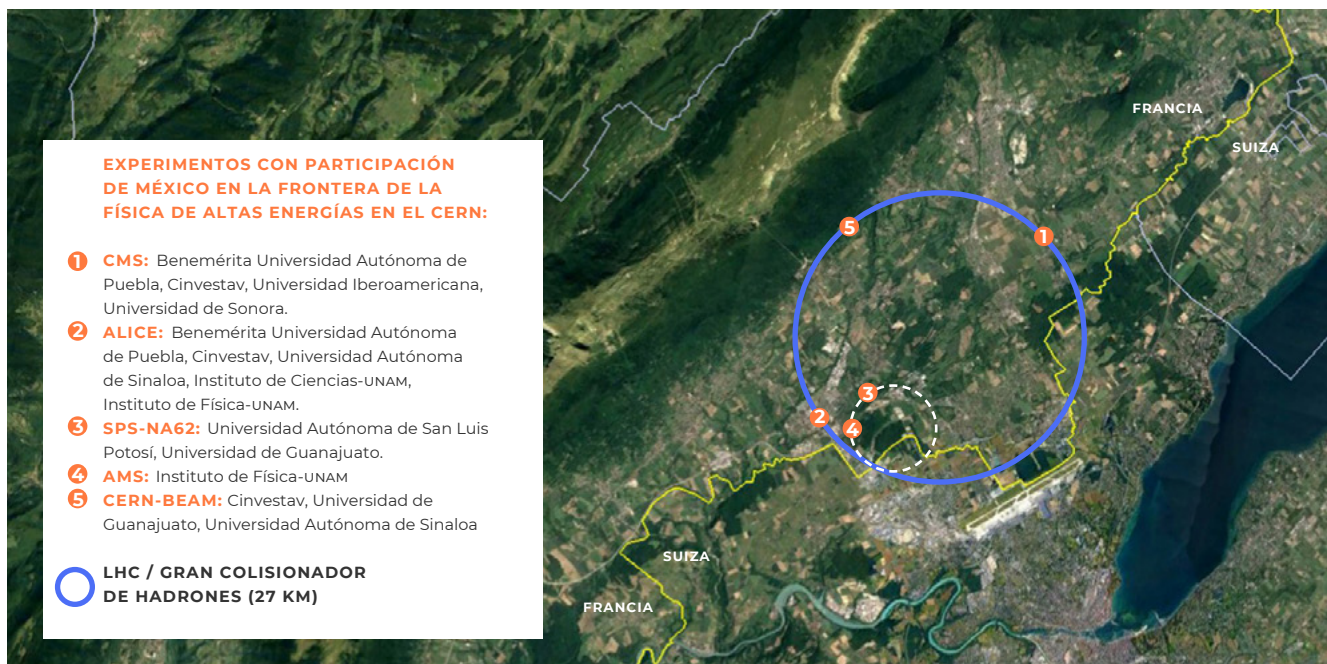 EXPERIMENTOS CON PARTICIPACIÓN
DE MÉXICO EN LA FRONTERA DE LA
FÍSICA DE ALTAS ENERGÍAS EN EL CERN:
1 CMS: Benemérita Universidad Autónoma de
Puebla, Cinvestav, Universidad Iberoamericana,
Universidad de Sonora.
2 ALICE: Benemérita Universidad Autónoma
de Puebla, Cinvestav, Universidad Autónoma
de Sinaloa, Instituto de Ciencias-UNAM,
Instituto de Física-UNAM.
3 SPS-NA62: Universidad Autónoma de San Luis
Potosí, Universidad de Guanajuato.
4 AMS: Instituto de Física-UNAM
5 CERN-BEAM: Cinvestav, Universidad de
Guanajuato, Universidad Autónoma de Sinaloa
LHC / GRAN COLISIONADOR
DE HADRONES (27 KM)
FRANCIA
SUIZA
5
1
3
2
4
SUIZA
FRANCIA